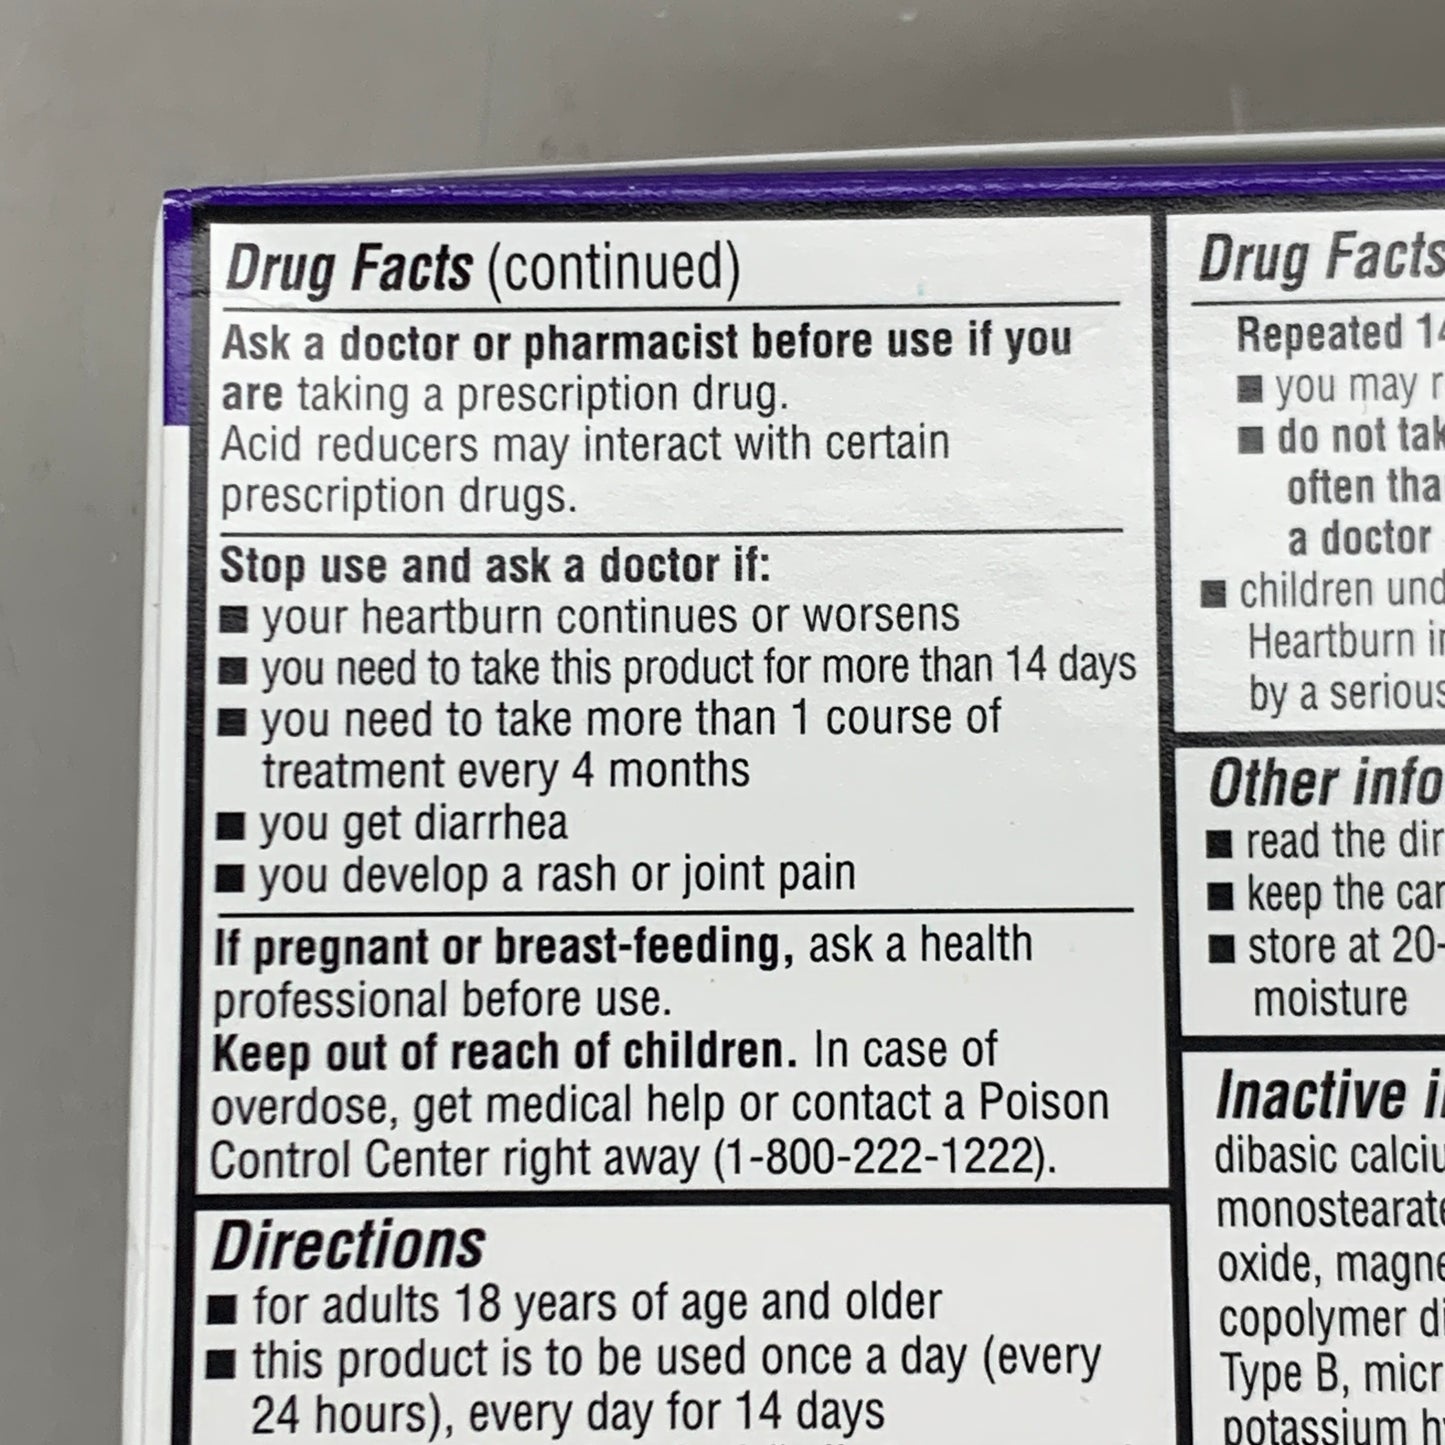 Drug Facts (continued)
Ask a doctor or pharmacist before use if you
are taking a prescription drug.
Acid reducers may interact with certain
prescription drugs.
Stop use and ask a doctor if:
■ your heartburn continues or worsens
■ you need to take this product for more than 14 days
■ you need to take more than 1 course of
treatment every 4 months
■ you get diarrhea
■ you develop a rash or joint pain
If pregnant or breast-feeding, ask a health
professional before use.
Keep out of reach of children. In case of
overdose, get medical help or contact a Poison
Control Center right away (1-800-222-1222).
Directions
■ for adults 18 years of age and older
■ this product is to be used once a day (every
24 hours), every day for 14 days
Drug Facts
Repeated 14
■ you may
■ do not
often
a doctor
■ children
Heartburn
by a
Other
■ read the
■ keep the
■ store at 20-
moisture
Inactive
dibasic
oxide,
copolymer
Type B,
potassium